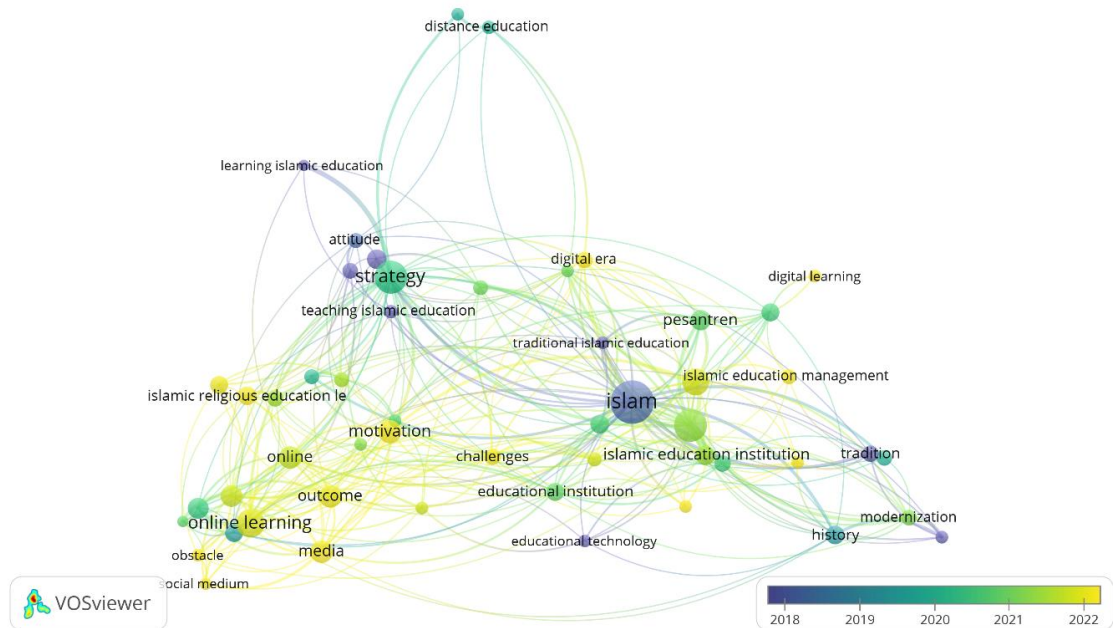 distance education
learning islamic education
attitude
digital era
strategy
digital learning
teaching islamic education
pesantren
traditional islamic education
islamic education management
islamic religious education le
islam
motivation
online
challenges
islamic education institution
tradition
outcome
educational institution
online learning
modernization
history
educational technology
obstacle
media
social medium
VOSviewer
2018 2019 2020 2021 2022